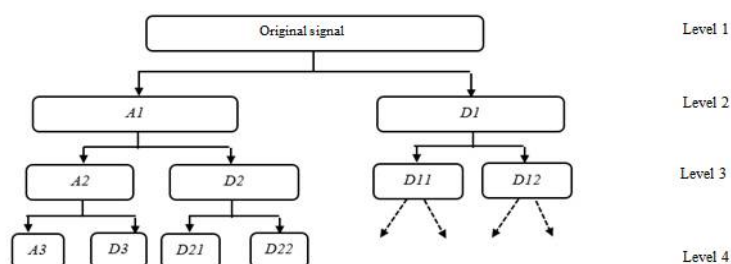 Original signal Level 1
A1 D1 Level 2
A2 D2 D11 D12 Level 3
A3 D3 D21 D22 Level 4